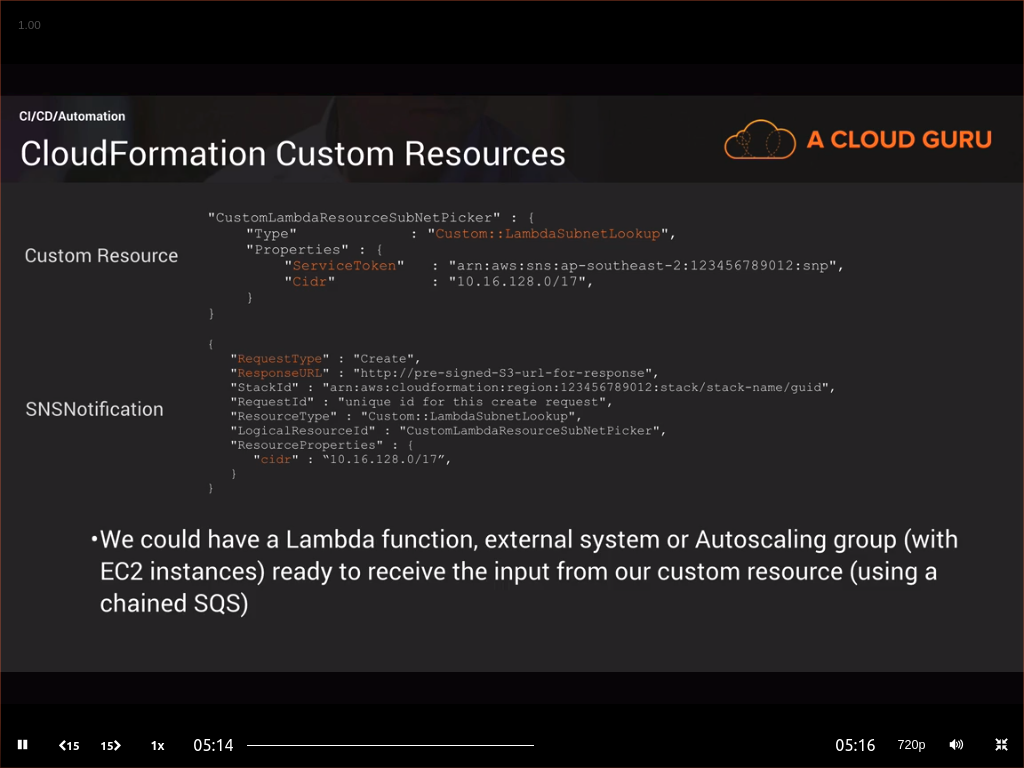 1.00
CI/CD/Automation
CloudFormation Custom Resources
A CLOUD GURU
Custom Resource
"CustomLambdaResourceSubNetPicker" : {
"Type" : "Custom::LambdaSubnetLookup",
"Properties" : {
"ServiceToken" : "arn:aws:sns:ap-southeast-2:123456789012:snp",
"Cidr" : "10.16.128.0/17",
}
}
SNSNotification
{
"RequestType" : "Create",
"ResponseURL" : "http://pre-signed-S3-url-for-response",
"StackId" : "arn:aws:cloudformation:region:123456789012:stack/stack-name/guid",
"RequestId" : "unique id for this create request",
"ResourceType" : "Custom::LambdaSubnetLookup",
"LogicalResourceId" : "CustomLambdaResourceSubNetPicker",
"ResourceProperties" : {
"cidr" : “10.16.128.0/17”,
}
}
•We could have a Lambda function, external system or Autoscaling group (with
EC2 instances) ready to receive the input from our custom resource (using a
chained SQS)
15 15 1x 05:14 05:16 720p